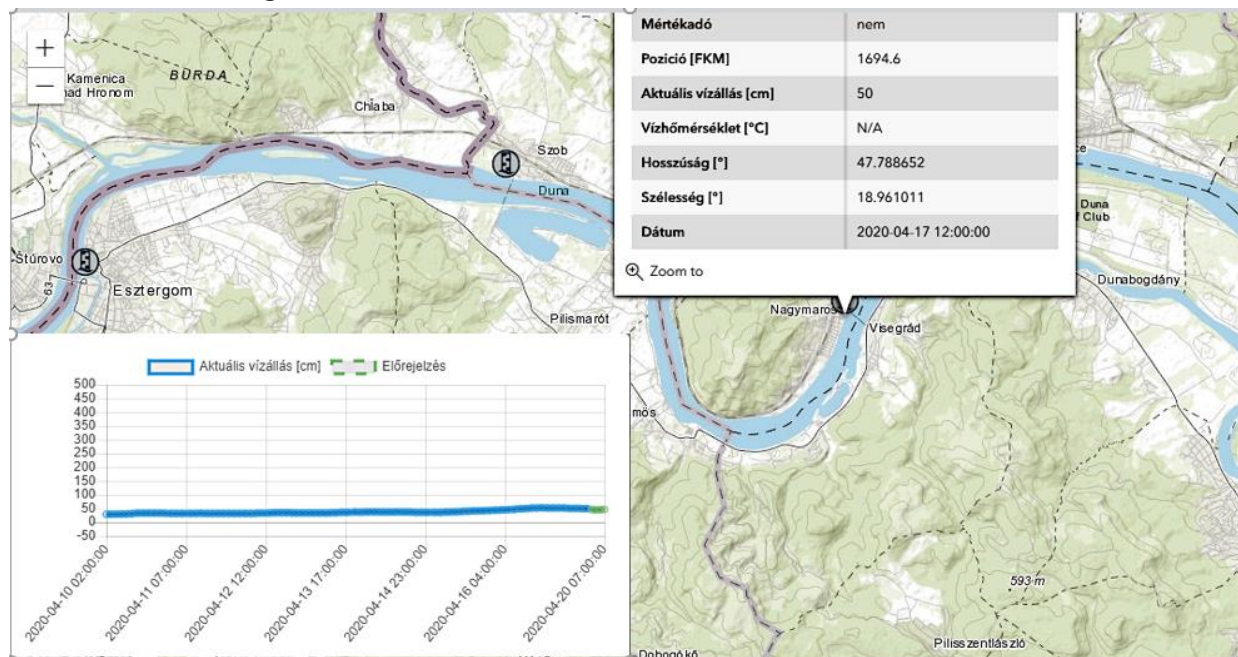 +
−
Kamenica
nad Hronom
BURDA
Chľaba
Szob
Duna
Štúrovo
63
Esztergom
Pilismarót
Mértékadó nem
Pozició [FKM] 1694.6
Aktuális vízállás [cm] 50
Vízhőmérséklet [°C] N/A
Hosszúság [°] 47.788652
Szélesség [°] 18.961011
Dátum 2020-04-17 12:00:00
Zoom to
Duna
Club
Dunabogdány
Nagymaros
Visegrád
mös
593 m
Pilisszentlászló
Dobogókő
Aktuális vízállás [cm] Előrejelzés
500
450
400
350
300
250
200
150
100
50
0
-50
2020-04-10 02:00:00
2020-04-11 07:00:00
2020-04-12 12:00:00
2020-04-13 17:00:00
2020-04-14 23:00:00
2020-04-16 04:00:00
2020-04-20 07:00:00